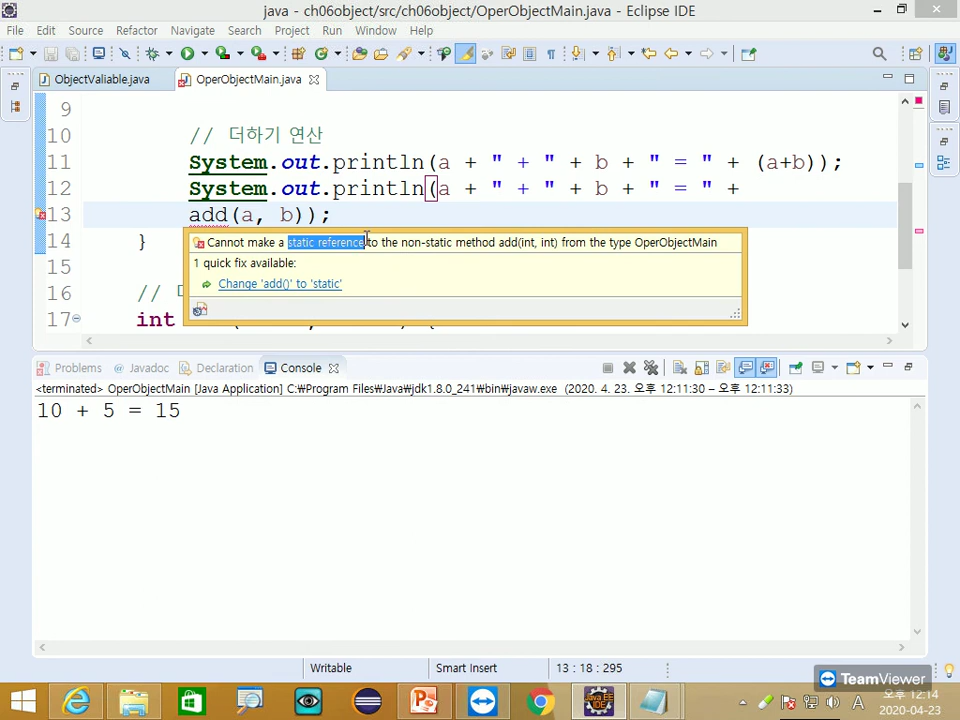 java - ch06object/src/ch06object/OperObjectMain.java - Eclipse IDE
File Edit Source Refactor Navigate Search Project Run Window Help
ObjectValiable.java OperObjectMain.java
9
10 // 더하기 연산
11 System.out.println(a + " + " + b + " = " + (a+b));
12 System.out.println(a + " + " + b + " = " +
13 add(a, b));
Cannot make a static reference to the non-static method add(int, int) from the type OperObjectMain
14 }
1 quick fix available:
15
Change 'add()' to 'static'
16 //
17 int {
Problems Javadoc Declaration Console
<terminated> OperObjectMain [Java Application] C:₩Program Files₩Java₩jdk1.8.0_241₩bin₩javaw.exe (2020. 4. 23. 오후 12:11:30 – 오후 12:11:33)
10 + 5 = 15
Writable Smart Insert 13 : 18 : 295
TeamViewer
A 오후 12:14
2020-04-23